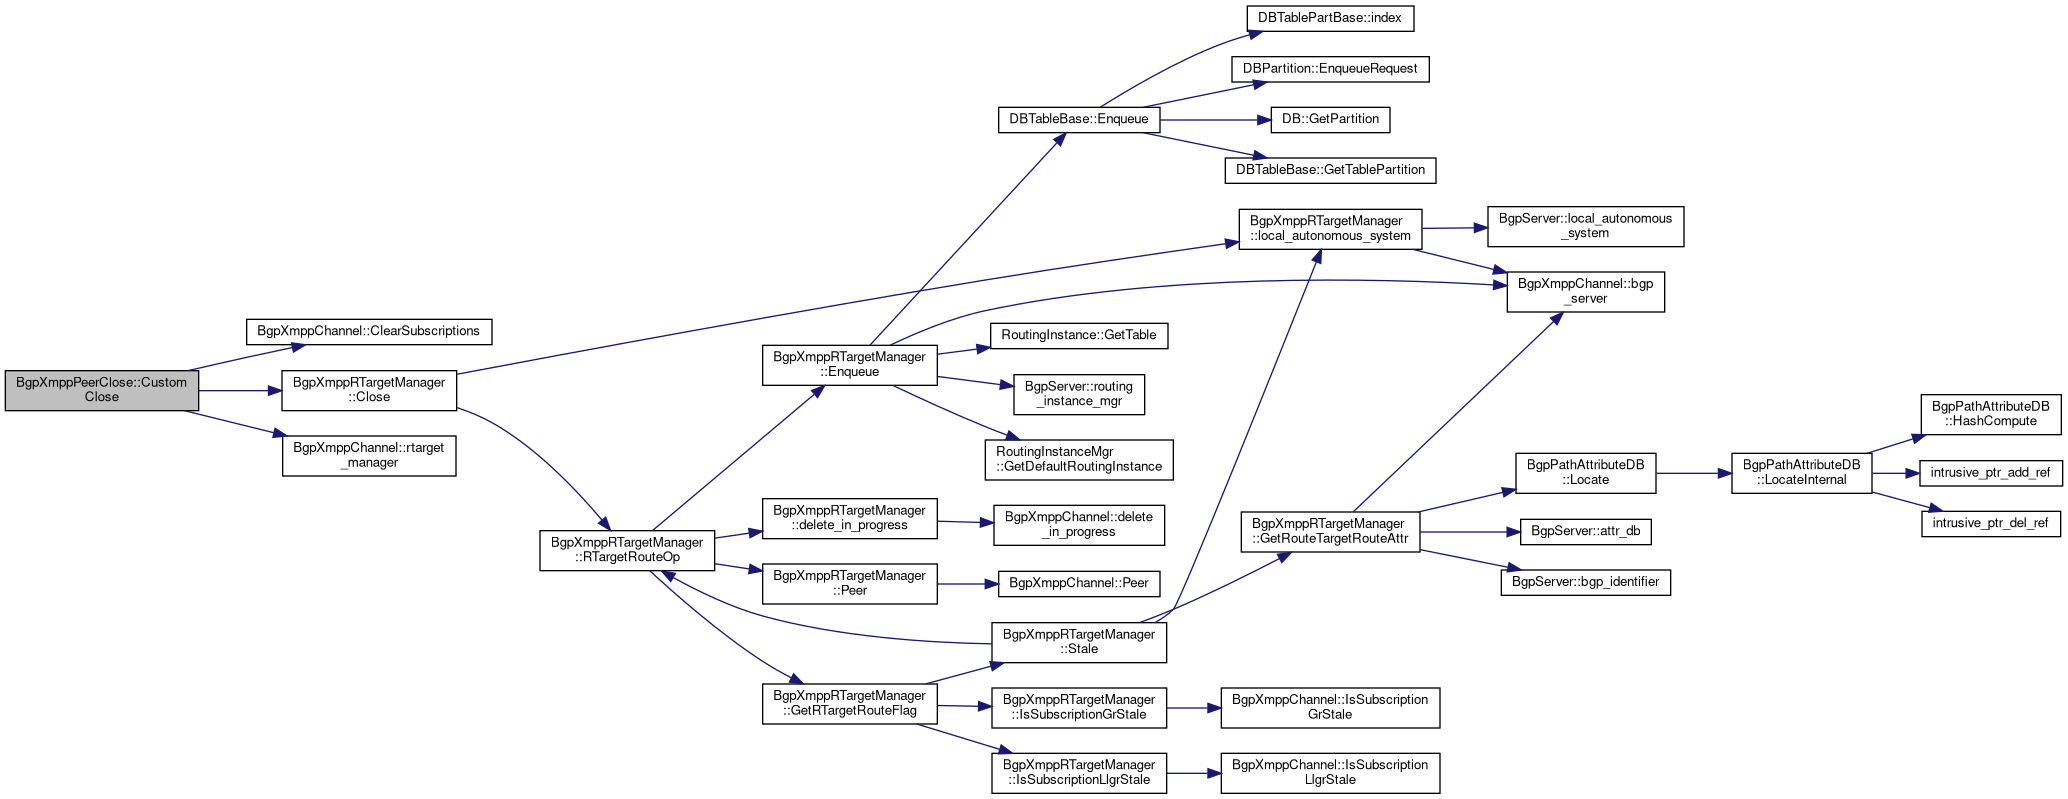 BgpXmppPeerClose::Custom
Close
BgpXmppChannel::ClearSubscriptions
BgpXmppRTargetManager
::Close
BgpXmppChannel::rtarget
_manager
BgpXmppRTargetManager
::RTargetRouteOp
BgpXmppRTargetManager
::Enqueue
BgpXmppRTargetManager
::delete_in_progress
BgpXmppRTargetManager
::Peer
BgpXmppRTargetManager
::GetRTargetRouteFlag
DBTableBase::Enqueue
RoutingInstance::GetTable
BgpServer::routing
_instance_mgr
RoutingInstanceMgr
::GetDefaultRoutingInstance
BgpXmppChannel::delete
_in_progress
BgpXmppChannel::Peer
BgpXmppRTargetManager
::Stale
BgpXmppRTargetManager
::IsSubscriptionGrStale
BgpXmppRTargetManager
::IsSubscriptionLlgrStale
DBTablePartBase::index
DBPartition::EnqueueRequest
DB::GetPartition
DBTableBase::GetTablePartition
BgpXmppRTargetManager
::local_autonomous_system
BgpXmppRTargetManager
::GetRouteTargetRouteAttr
BgpXmppChannel::IsSubscription
GrStale
BgpXmppChannel::IsSubscription
LlgrStale
BgpServer::local_autonomous
_system
BgpXmppChannel::bgp
_server
BgpPathAttributeDB
::Locate
BgpServer::attr_db
BgpServer::bgp_identifier
BgpPathAttributeDB
::LocateInternal
BgpPathAttributeDB
::HashCompute
intrusive_ptr_add_ref
intrusive_ptr_del_ref